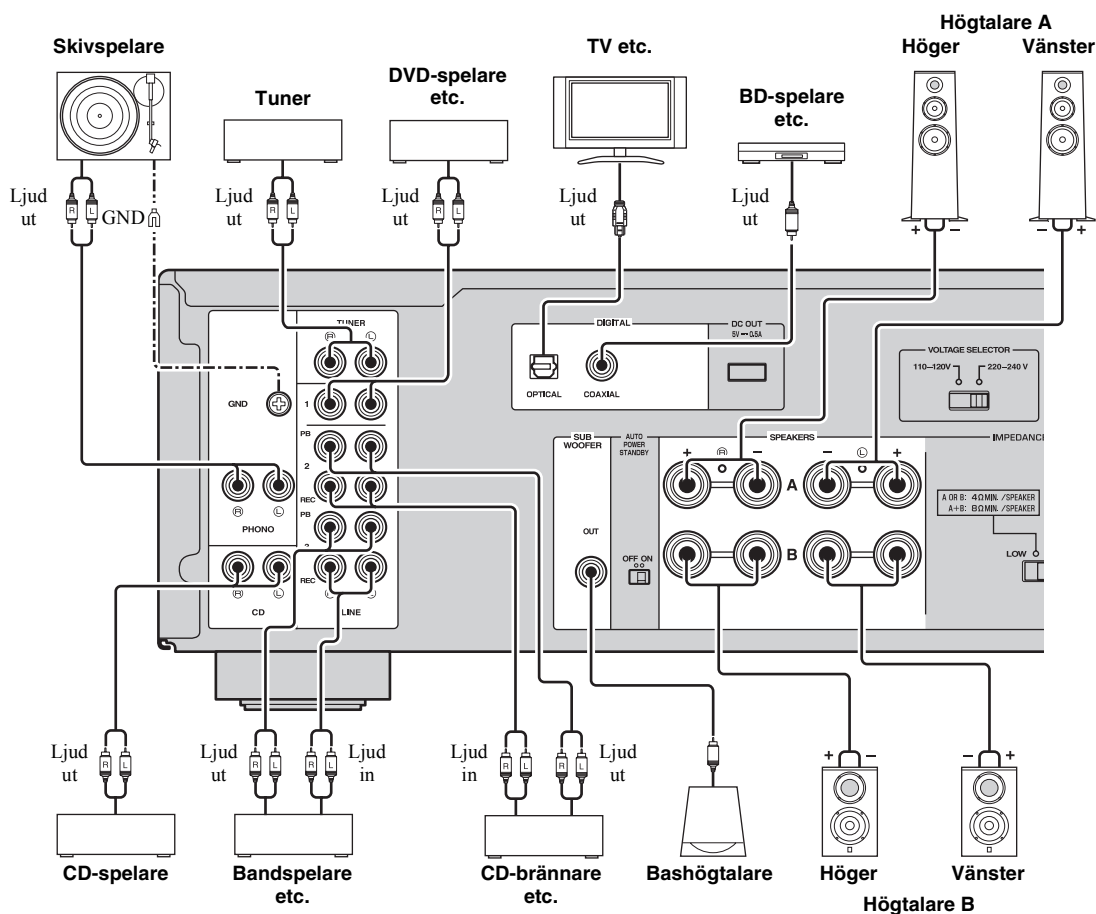 Högtalare A
Skivspelare
TV etc.
Höger Vänster
DVD-spelare
etc.
Tuner
BD-spelare
etc.
Ljud
ut
R L
GND
Ljud
ut
R L
Ljud
ut
R L
Ljud
ut
Ljud
ut
+ − − +
TUNER
R L
GND
1
PB
2
REC
PB
3
REC
R L
PHONO
R L
CD
R L
LINE
DIGITAL
OPTICAL COAXIAL
DC OUT
5V 0.5A
VOLTAGE SELECTOR
110–120V 220–240 V
SUB
WOOFER
OUT
AUTO
POWER
STANDBY
OFF ON
SPEAKERS
+ R − − L +
A
B
IMPEDANCE
A OR B: 4ΩMIN. /SPEAKER
A+B: 8ΩMIN. /SPEAKER
LOW
Ljud
ut
R L
Ljud
ut
R L
R L
Ljud
in
Ljud
in
R L
R L
Ljud
ut
+ − − +
CD-spelare
Bandspelare
etc.
CD-brännare
etc.
Bashögtalare
Höger Vänster
Högtalare B